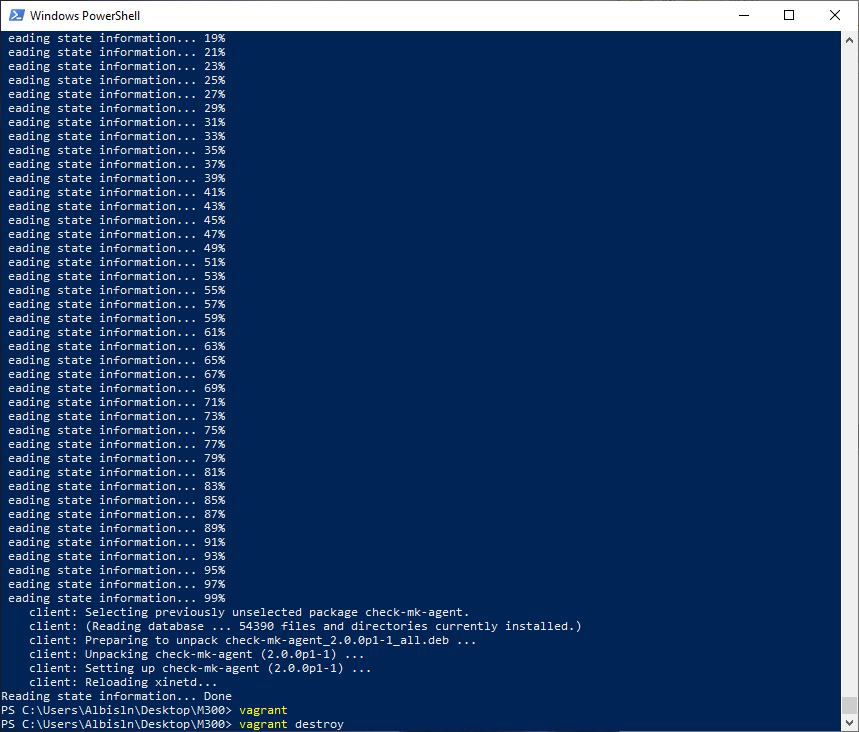 Windows PowerShell
eading state information... 19%
eading state information... 21%
eading state information... 23%
eading state information... 25%
eading state information... 27%
eading state information... 29%
eading state information... 31%
eading state information... 33%
eading state information... 35%
eading state information... 37%
eading state information... 39%
eading state information... 41%
eading state information... 43%
eading state information... 45%
eading state information... 47%
eading state information... 49%
eading state information... 51%
eading state information... 53%
eading state information... 55%
eading state information... 57%
eading state information... 59%
eading state information... 61%
eading state information... 63%
eading state information... 65%
eading state information... 67%
eading state information... 69%
eading state information... 71%
eading state information... 73%
eading state information... 75%
eading state information... 77%
eading state information... 79%
eading state information... 81%
eading state information... 83%
eading state information... 85%
eading state information... 87%
eading state information... 89%
eading state information... 91%
eading state information... 93%
eading state information... 95%
eading state information... 97%
eading state information... 99%
client: Selecting previously unselected package check-mk-agent.
client: (Reading database ... 54390 files and directories currently installed.)
client: Preparing to unpack check-mk-agent_2.0.0p1-1_all.deb ...
client: Unpacking check-mk-agent (2.0.0p1-1) ...
client: Setting up check-mk-agent (2.0.0p1-1) ...
client: Reloading xinetd...
Reading state information... Done
PS C:\Users\Albisln\Desktop\M300> vagrant
PS C:\Users\Albisln\Desktop\M300> vagrant destroy